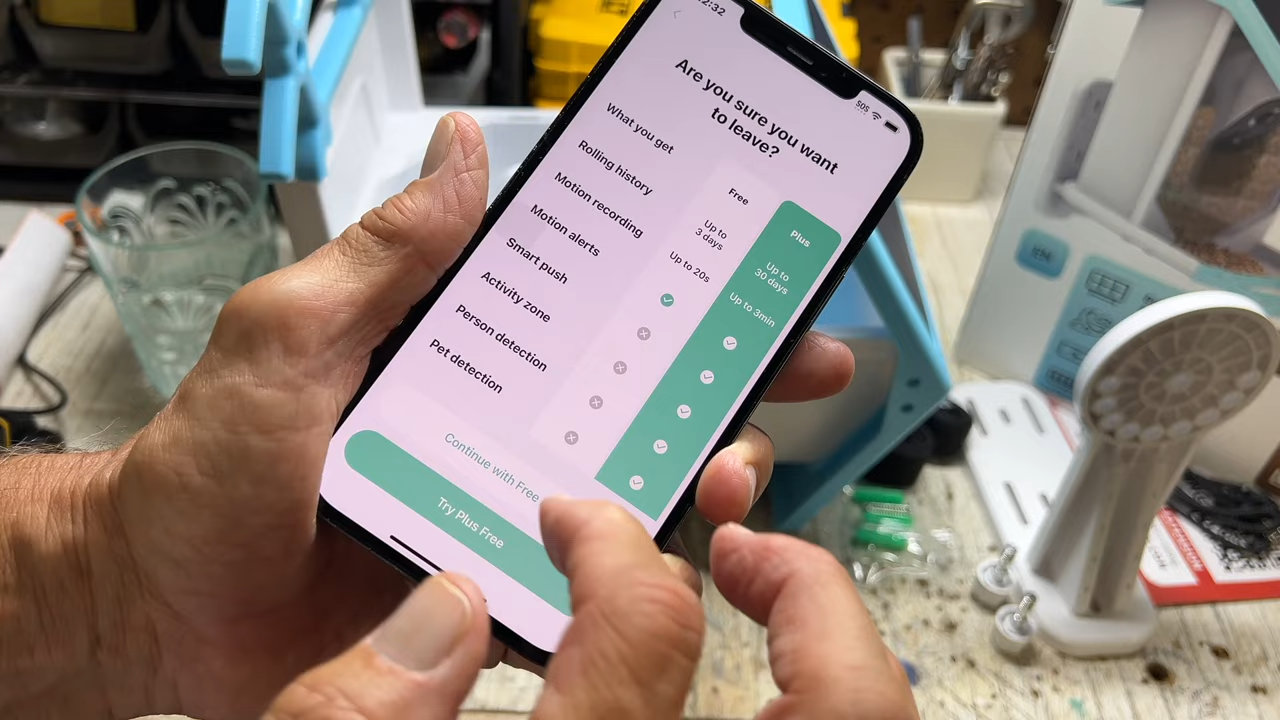 2:32
SOS
Are you sure you want
to leave?
What you get
Free
Plus
Rolling history
Up to
3 days
Up to
30 days
Motion recording
Up to 20s
Up to 3min
Motion alerts
Smart push
Activity zone
Person detection
Pet detection
Continue with Free
Try Plus Free